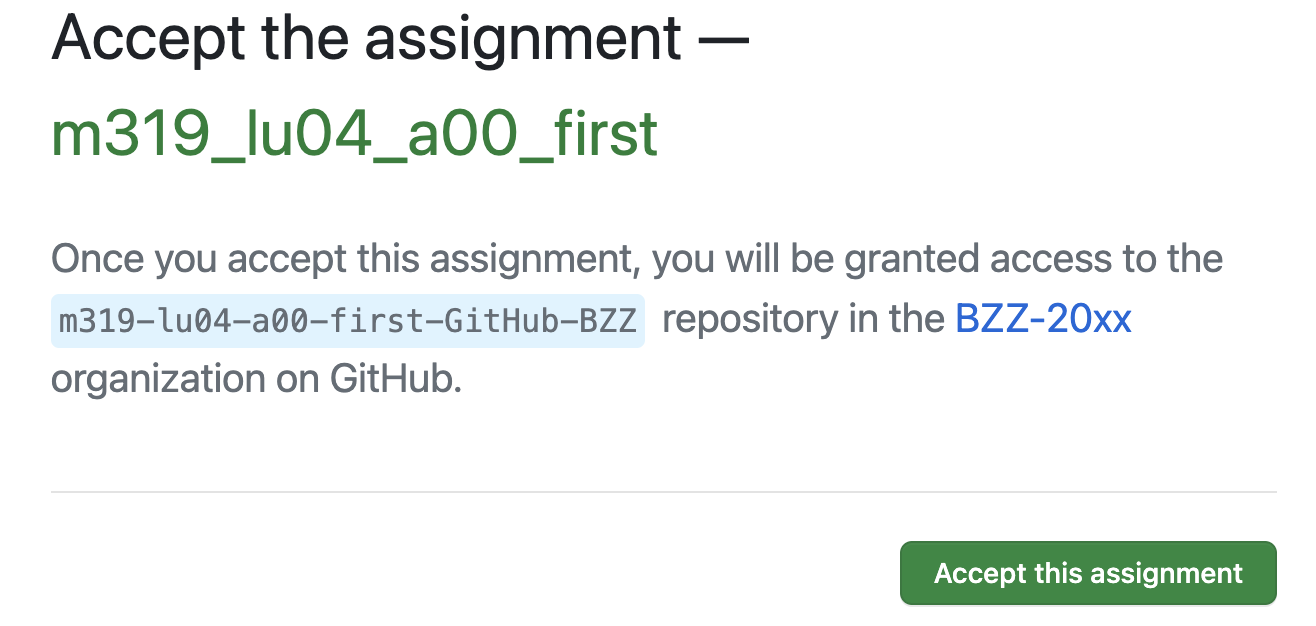 Accept the assignment —
m319_lu04_a00_first
Once you accept this assignment, you will be granted access to the
m319-lu04-a00-first-GitHub-BZZ repository in the BZZ-20xx
organization on GitHub.
Accept this assignment